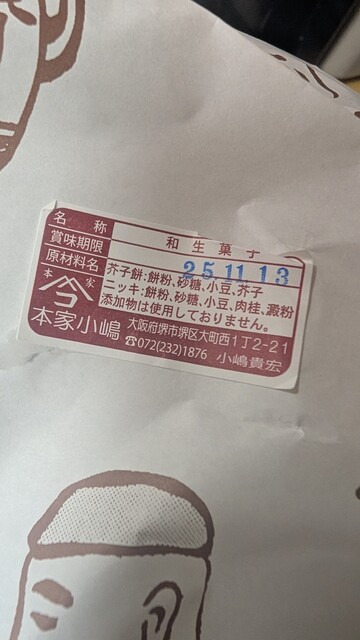 名称 和生菓子
賞味期限 25.11.13
原材料名 芥子餅:餅粉、砂糖、小豆、芥子
ニッキ:餅粉、砂糖、小豆、肉桂、澱粉
添加物は使用しておりません。
本家
本家小嶋 大阪府堺市堺区大町西1丁2-21
☎072(232)1876 小嶋貴宏